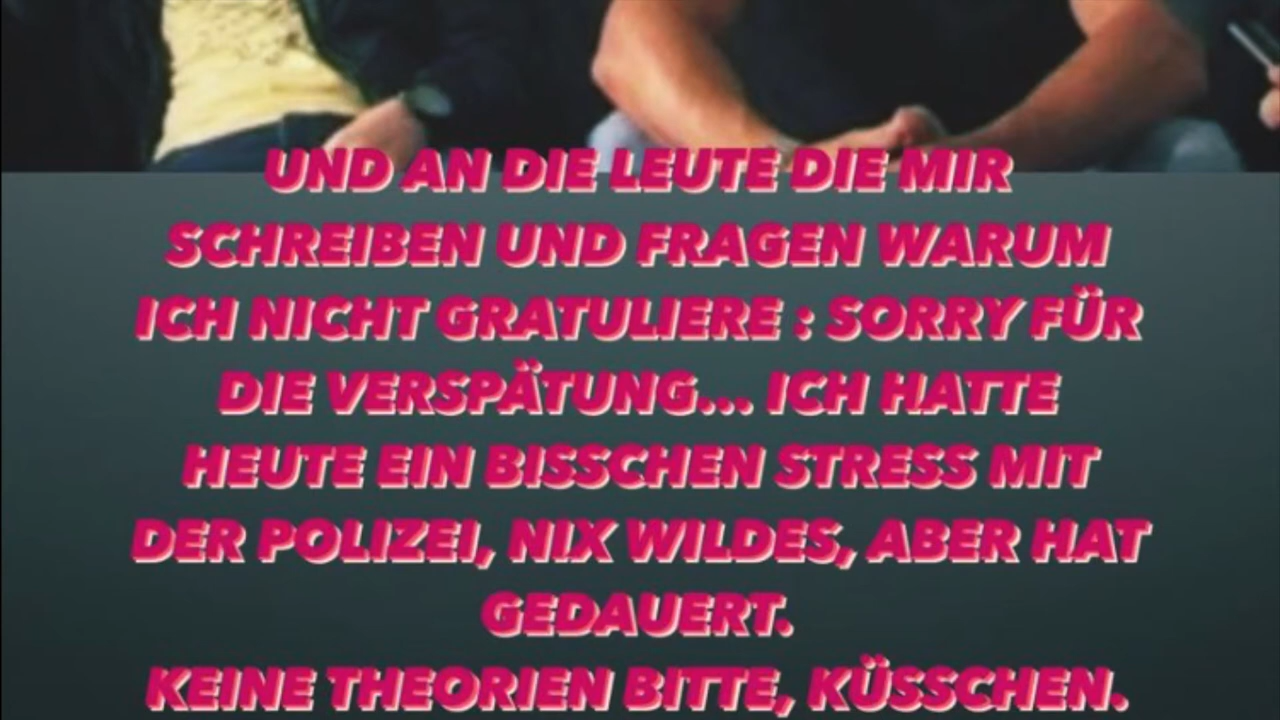 UND AN DIE LEUTE DIE MIR
SCHREIBEN UND FRAGEN WARUM
ICH NICHT GRATULIERE : SORRY FÜR
DIE VERSPÄTUNG... ICH HATTE
HEUTE EIN BISSCHEN STRESS MIT
DER POLIZEI, NIX WILDES, ABER HAT
GEDAUERT.
KEINE THEORIEN BITTE, KÜSSCHEN.